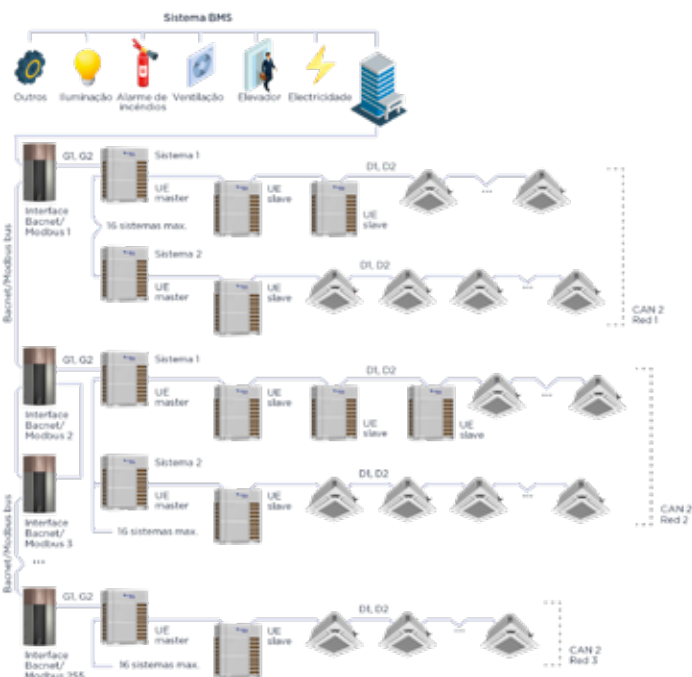 Sistema BMS
Outros
Iluminação
Alarme de
incêndios
Ventilação
Elevador
Electricidade
Bacnet/Modbus bus
Interface
Bacnet/
Modbus 1
G1, G2
Sistema 1
UE
master
UE
slave
UE
slave
D1, D2
...
16 sistemas max.
Sistema 2
UE
master
UE
slave
D1, D2
...
CAN 2
Red 1
Interface
Bacnet/
Modbus 2
G1, G2
Sistema 1
UE
master
UE
slave
UE
slave
UE
slave
D1, D2
...
Sistema 2
UE
master
UE
slave
D1, D2
...
16 sistemas max.
CAN 2
Red 2
Interface
Bacnet/
Modbus 3
Bacnet/Modbus bus
...
Interface
Bacnet/
Modbus 255
G1, G2
UE
master
UE
slave
D1, D2
...
16 sistemas max.
CAN 2
Red 3